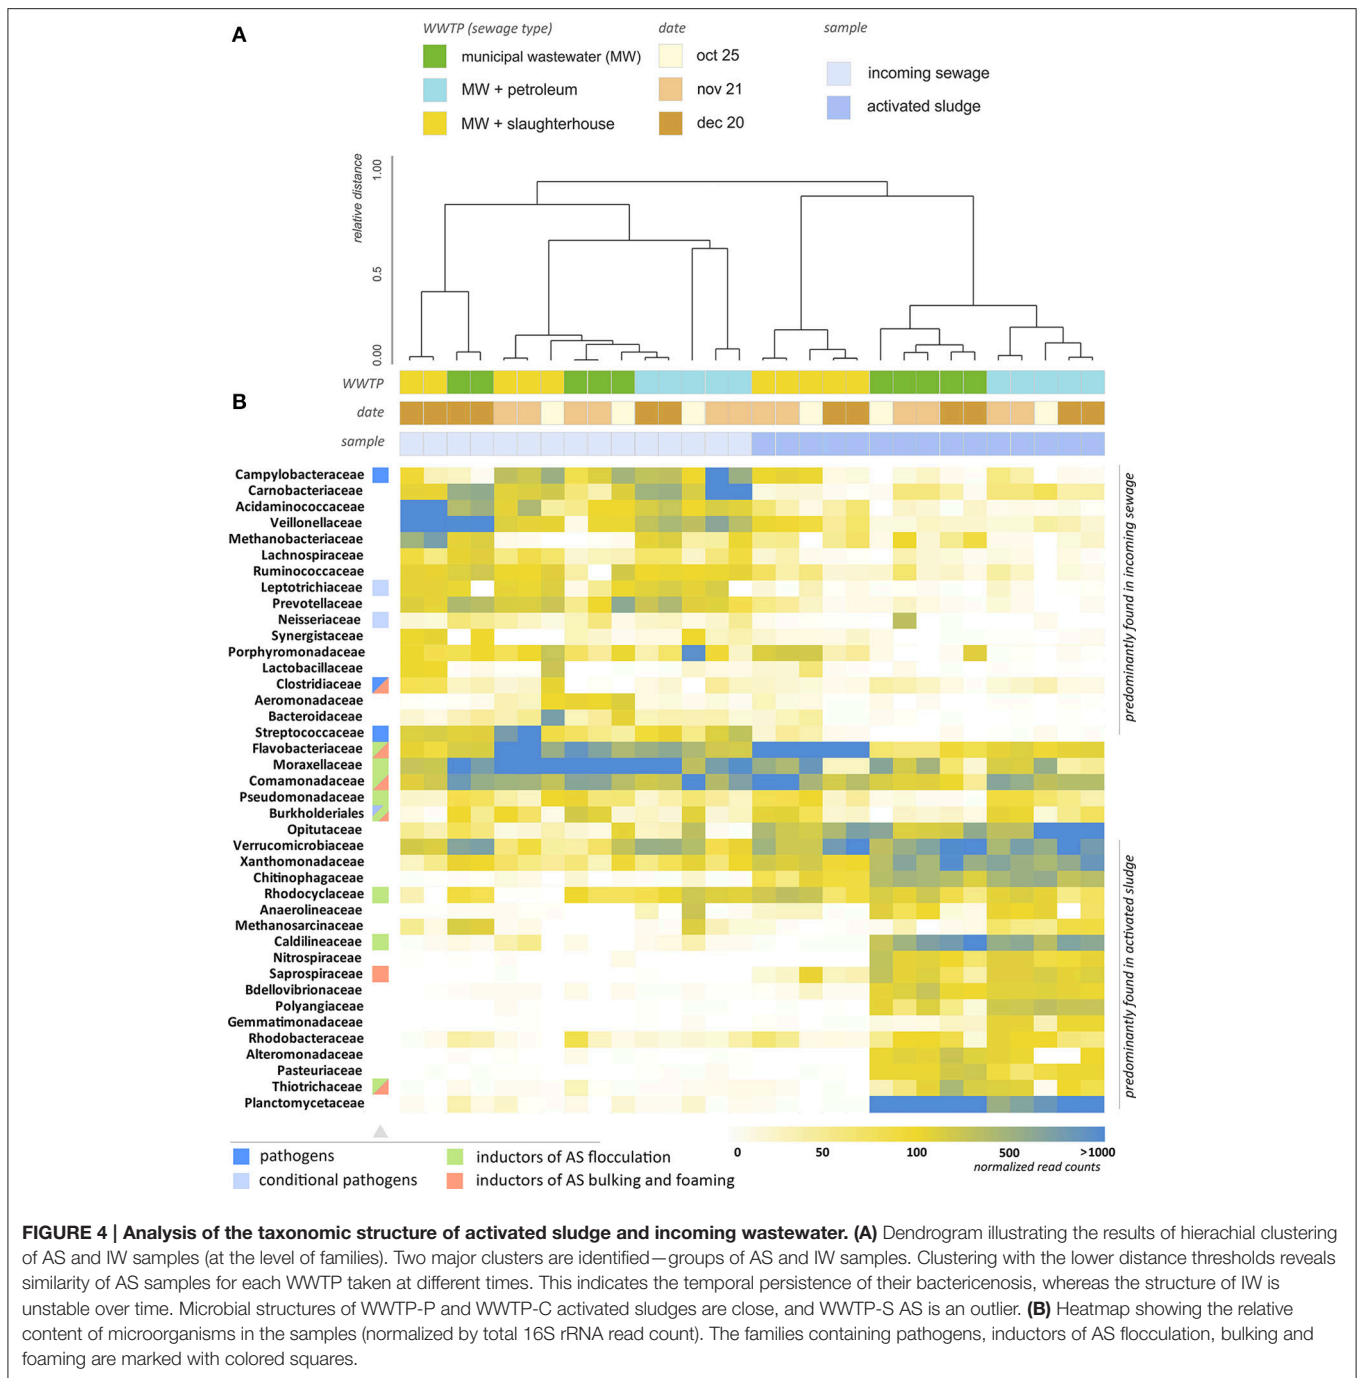 A
WWTP (sewage type)
municipal wastewater (MW)
MW + petroleum
MW + slaughterhouse
date
oct 25
nov 21
dec 20
sample
incoming sewage
activated sludge
relative distance
1.00
0.5
0.00
WWTP
B
date
sample
Campylobacteraceae
Carnobacteriaceae
Acidaminococcaceae
Veillonellaceae
Methanobacteriaceae
Lachnospiraceae
Ruminococcaceae
Leptotrichiaceae
Prevotellaceae
Neisseriaceae
Synergistaceae
Porphyromonadaceae
Lactobacillaceae
Clostridiaceae
Aeromonadaceae
Bacteroidaceae
Streptococcaceae
Flavobacteriaceae
Moraxellaceae
Comamonadaceae
Pseudomonadaceae
Burkholderiales
Opitutaceae
Verrucomicrobiaceae
Xanthomonadaceae
Chitinophagaceae
Rhodocyclaceae
Anaerolineaceae
Methanosarcinaceae
Caldilineaceae
Nitrospiraceae
Saprospiraceae
Bdellovibrionaceae
Polyangiaceae
Gemmatimonadaceae
Rhodobacteraceae
Alteromonadaceae
Pasteuriaceae
Thiotrichaceae
Planctomycetaceae
predominantly found in incoming sewage
predominantly found in activated sludge
pathogens
conditional pathogens
inductors of AS flocculation
inductors of AS bulking and foaming
0 50 100 500 >1000
normalized read counts
FIGURE 4 | Analysis of the taxonomic structure of activated sludge and incoming wastewater. (A) Dendrogram illustrating the results of hierachial clustering
of AS and IW samples (at the level of families). Two major clusters are identified—groups of AS and IW samples. Clustering with the lower distance thresholds reveals
similarity of AS samples for each WWTP taken at different times. This indicates the temporal persistence of their bactericenosis, whereas the structure of IW is
unstable over time. Microbial structures of WWTP-P and WWTP-C activated sludges are close, and WWTP-S AS is an outlier. (B) Heatmap showing the relative
content of microorganisms in the samples (normalized by total 16S rRNA read count). The families containing pathogens, inductors of AS flocculation, bulking and
foaming are marked with colored squares.